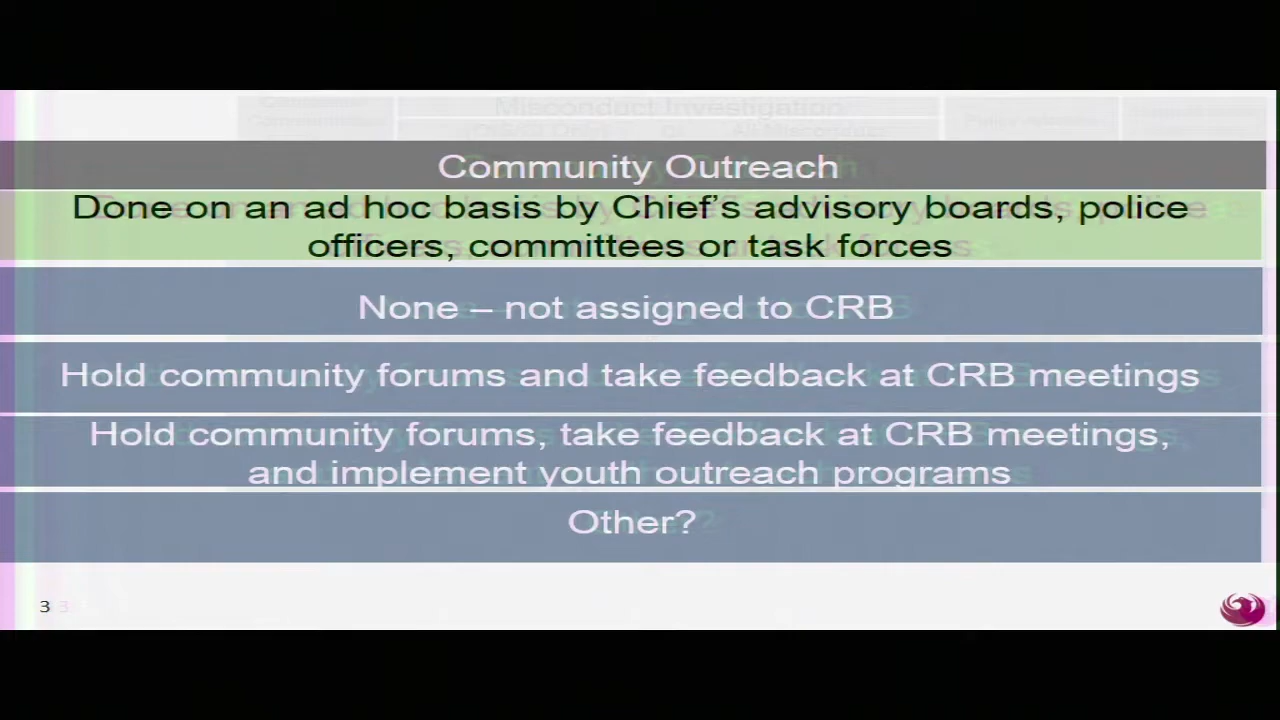 Misconduct Investigation
Community Outreach
Done on an ad hoc basis by Chief's advisory boards, police
officers, committees or task forces
None – not assigned to CRB
Hold community forums and take feedback at CRB meetings
Hold community forums, take feedback at CRB meetings,
and implement youth outreach programs
Other?
3